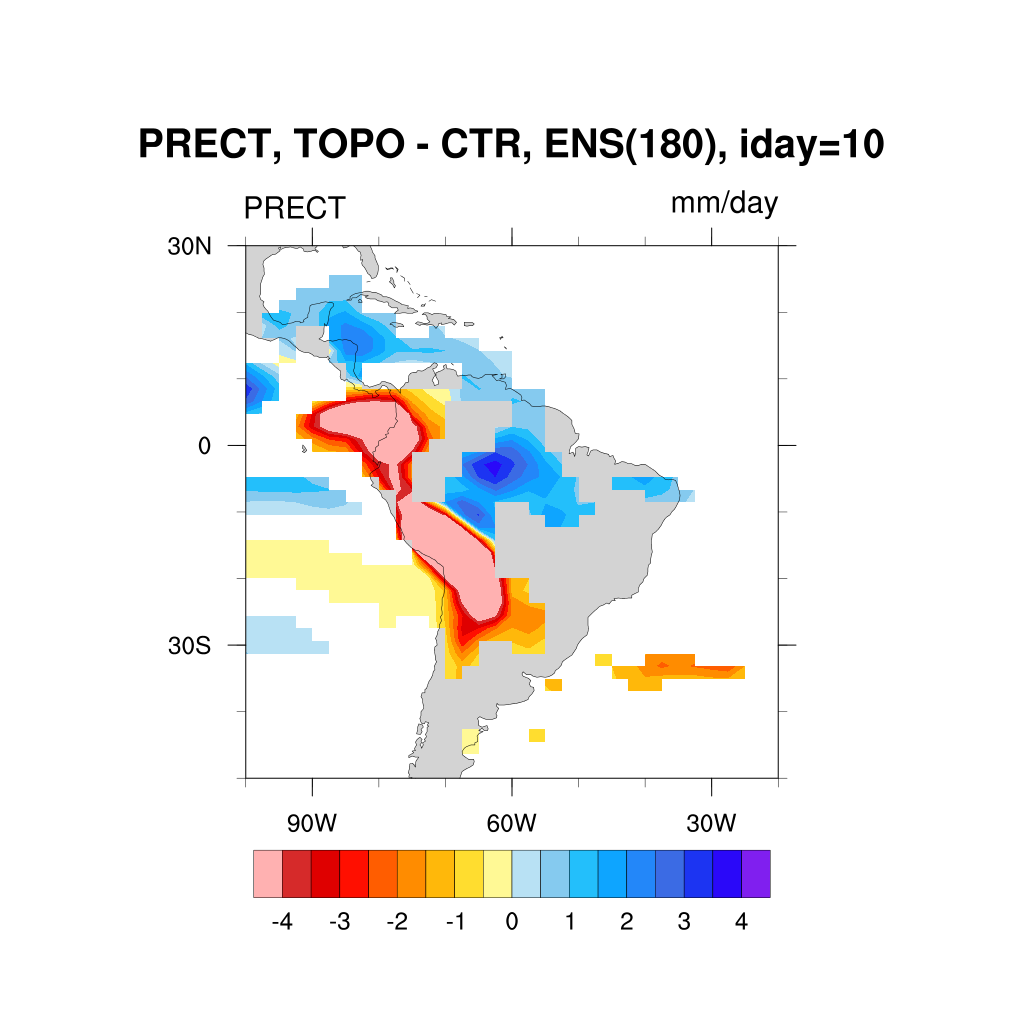 PRECT, TOPO - CTR, ENS(180), iday=10
PRECT mm/day
30N
0
30S
90W 60W 30W
-4 -3 -2 -1 0 1 2 3 4